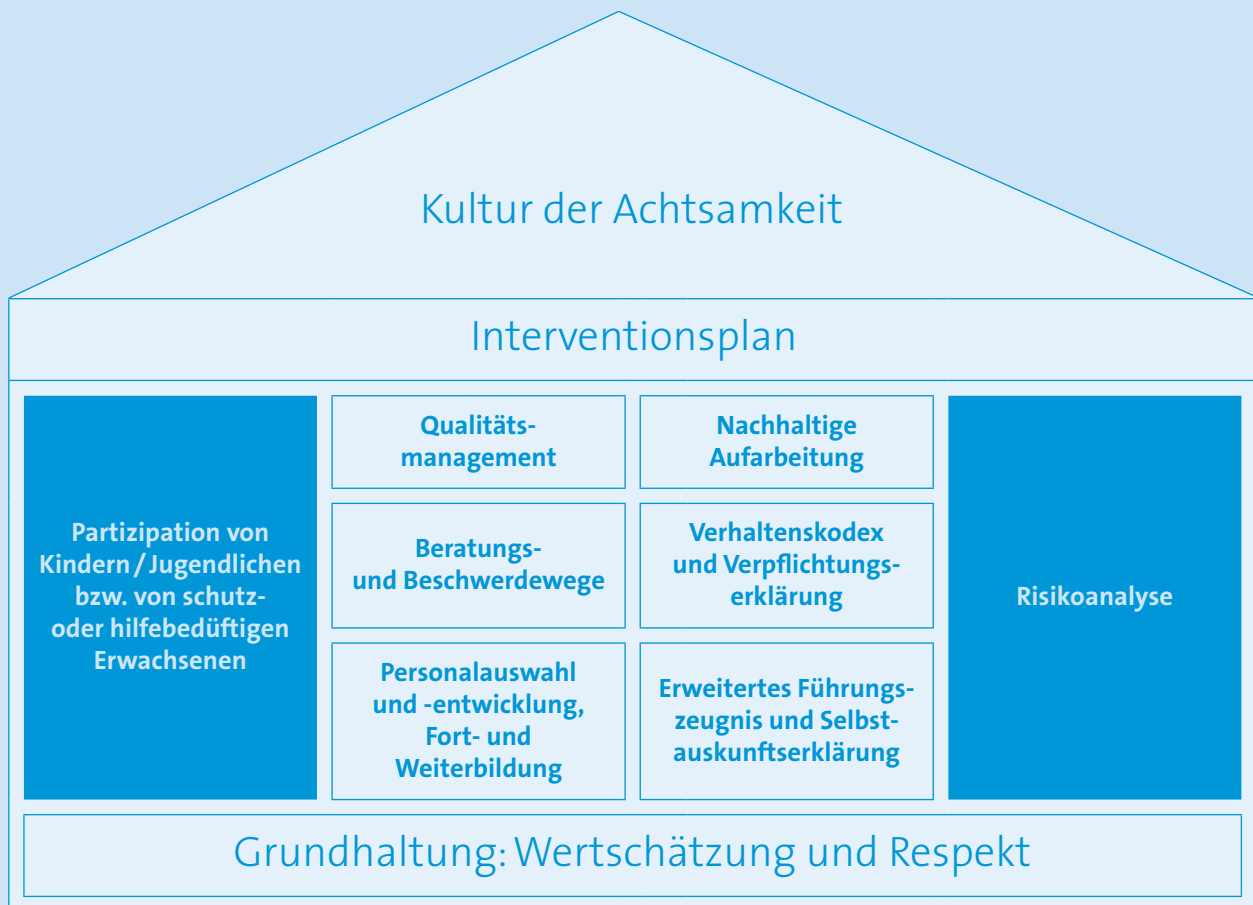 Kultur der Achtsamkeit
Interventionsplan
Partizipation von
Kindern / Jugendlichen
bzw. von schutz-
oder hilfebedüftigen
Erwachsenen
Qualitäts-
management
Nachhaltige
Aufarbeitung
Beratungs-
und Beschwerdewege
Verhaltenskodex
und Verpflichtungs-
erklärung
Personalauswahl
und -entwicklung,
Fort- und
Weiterbildung
Erweitertes Führungs-
zeugnis und Selbst-
auskunftserklärung
Risikoanalyse
Grundhaltung: Wertschätzung und Respekt